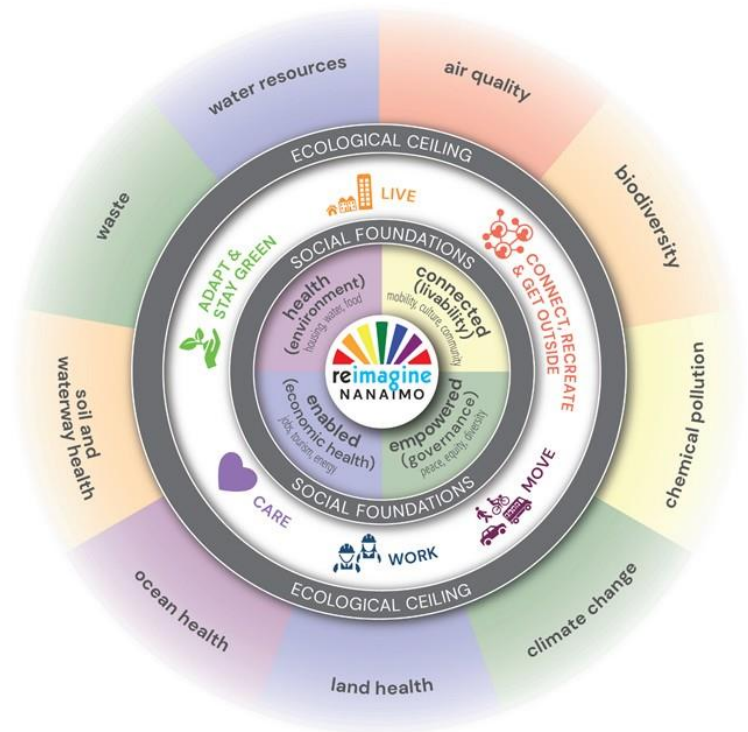 water resources
air quality
biodiversity
chemical pollution
climate change
land health
ocean health
soil and
waterway health
waste
ECOLOGICAL CEILING
LIVE
CONNECT, RECREATE
& GET OUTSIDE
MOVE
WORK
CARE
ADAPT &
STAY GREEN
SOCIAL FOUNDATIONS
health
(environment)
housing, water, food
connected
(livability)
mobility, culture, community
reimagine
NANAIMO
enabled
(economic health)
jobs, tourism, energy
empowered
(governance)
peace, equity, diversity
SOCIAL FOUNDATIONS
ECOLOGICAL CEILING